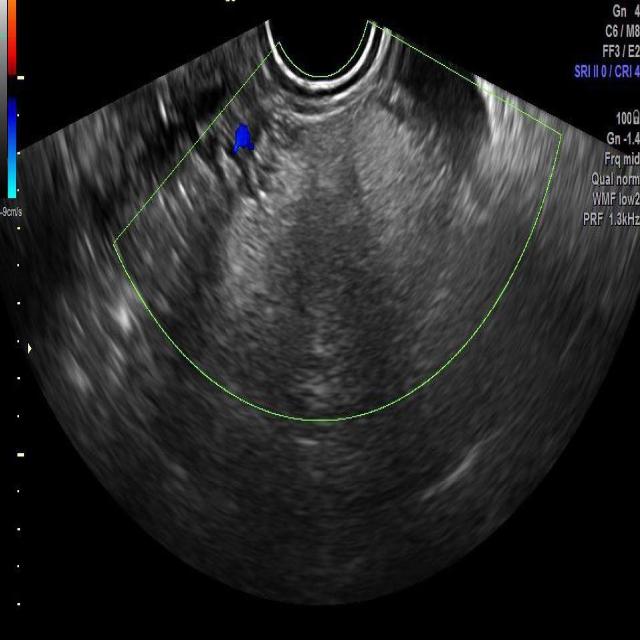 Gn 4
C6 / M8
FF3 / E2
SRI II 0 / CRI 4
100
Gn -1.4
Frq mid
Qual norm
WMF low2
PRF 1.3kHz
-9cm/s